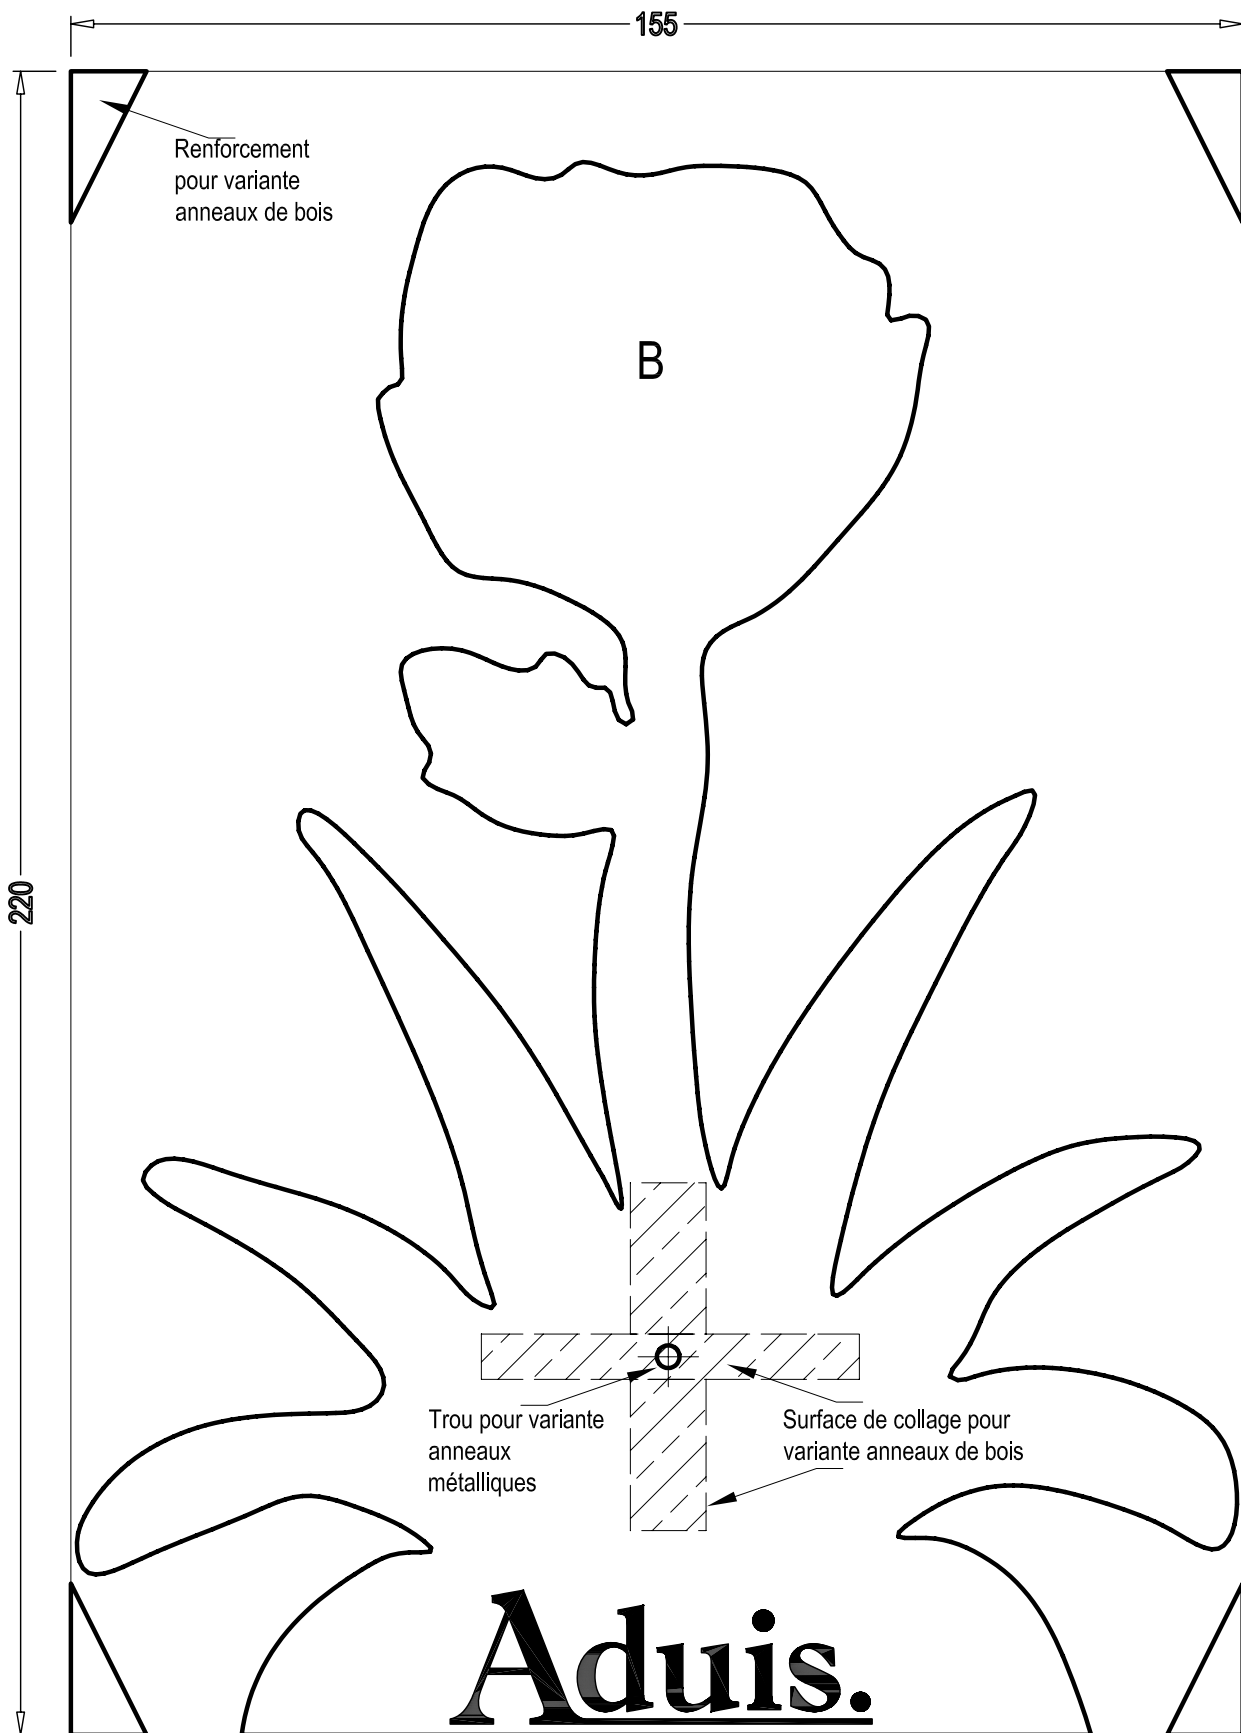 155
Renforcement
pour variante
anneaux de bois
B
220
Trou pour variante
anneaux
métalliques
Surface de collage pour
variante anneaux de bois
Aduis.